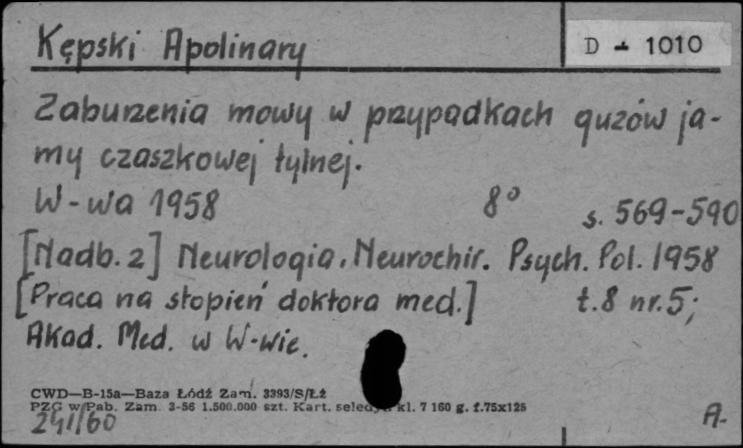 Kępski Apolinary
D - 1010
Zaburzenia mowy w przypadkach guzów ja-
my czaszkowej tylnej.
W-wa 1958 8° s. 569-590
[Nadb. z] Neurologia, Neurochir. Psych. Pol. 1958
[Praca na stopień doktora med.] t.8 nr.5;
Akad. Med. w W-wie.
CWD—B-15a—Baza Łódź Zam. 3393/S/Łż
PZG w/Pab. Zam. 3-56 1.500.000 szt. Kart. kl. 7 160 g. f.75x125
241/60 A.